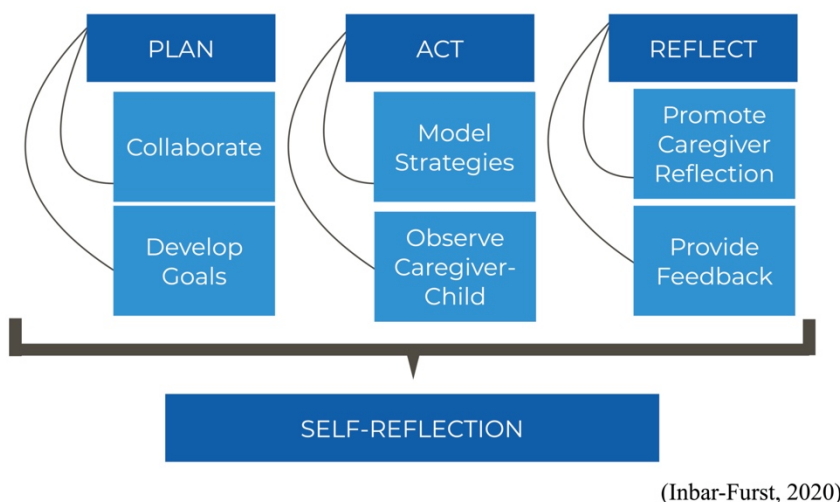 PLAN
Collaborate
Develop
Goals
ACT
Model
Strategies
Observe
Caregiver-
Child
REFLECT
Promote
Caregiver
Reflection
Provide
Feedback
SELF-REFLECTION
(Inbar-Furst, 2020)